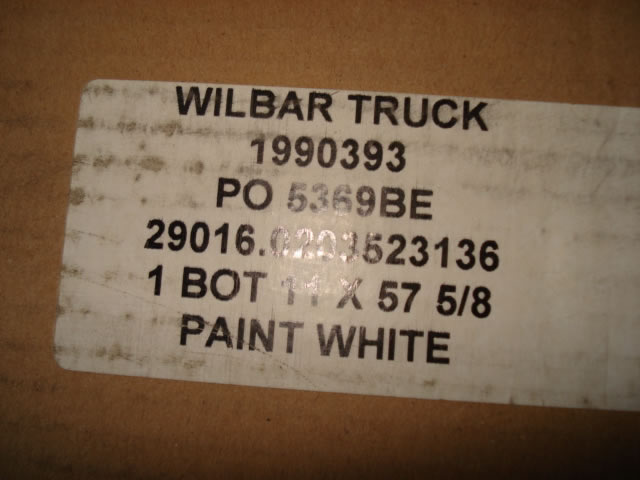 WILBAR TRUCK
1990393
PO 5369BE
29016.0203523136
1 BOT 11 X 57 5/8
PAINT WHITE